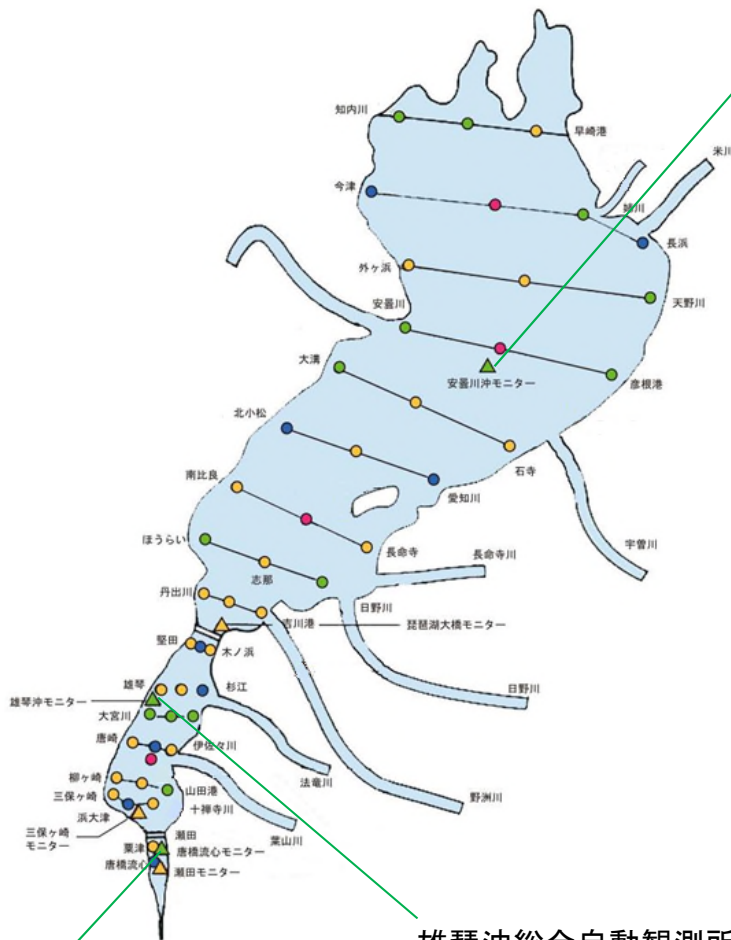 知内川
早崎港
米川
今津
姉川
長浜
外ヶ浜
安曇川
天野川
大溝
安曇川沖モニター
彦根港
北小松
石寺
南比良
愛知川
ほうらい
長命寺
宇曽川
志那
長命寺川
丹出川
日野川
吉川港
琵琶湖大橋モニター
堅田
木ノ浜
雄琴
杉江
日野川
雄琴沖モニター
大宮川
唐崎
伊佐々川
法竜川
柳ヶ崎
山田港
野洲川
三保ヶ崎
十禅寺川
浜大津
葉山川
三保ヶ崎
モニター
瀬田
粟津
唐橋流心モニター
唐橋流心
瀬田モニター
雄琴沖総合自動観測所